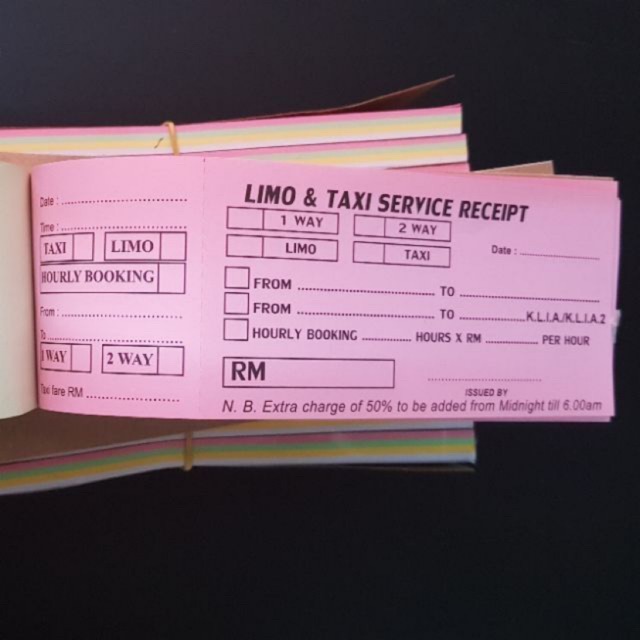 Date : ..............................
Time : ..............................
TAXI LIMO
HOURLY BOOKING
From : ..............................
To ..............................
1 WAY 2 WAY
Taxi fare RM ..............................
LIMO & TAXI SERVICE RECEIPT
1 WAY 2 WAY
LIMO TAXI Date : ..............................
FROM .............................. TO ..............................
FROM .............................. TO ..............................K.L.I.A./K.L.I.A.2
HOURLY BOOKING .............. HOURS X RM .............. PER HOUR
RM ..............................
ISSUED BY
N. B. Extra charge of 50% to be added from Midnight till 6.00am